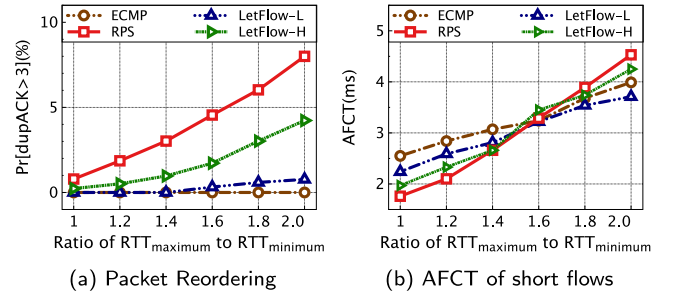 ECMP LetFlow-L
RPS LetFlow-H
10
5
0
Pr[dupACK>3](%)
1 1.2 1.4 1.6 1.8 2.0
Ratio of RTTmaximum to RTTminimum
(a) Packet Reordering
ECMP LetFlow-L
RPS LetFlow-H
5
4
3
2
AFCT(ms)
1 1.2 1.4 1.6 1.8 2.0
Ratio of RTTmaximum to RTTminimum
(b) AFCT of short flows